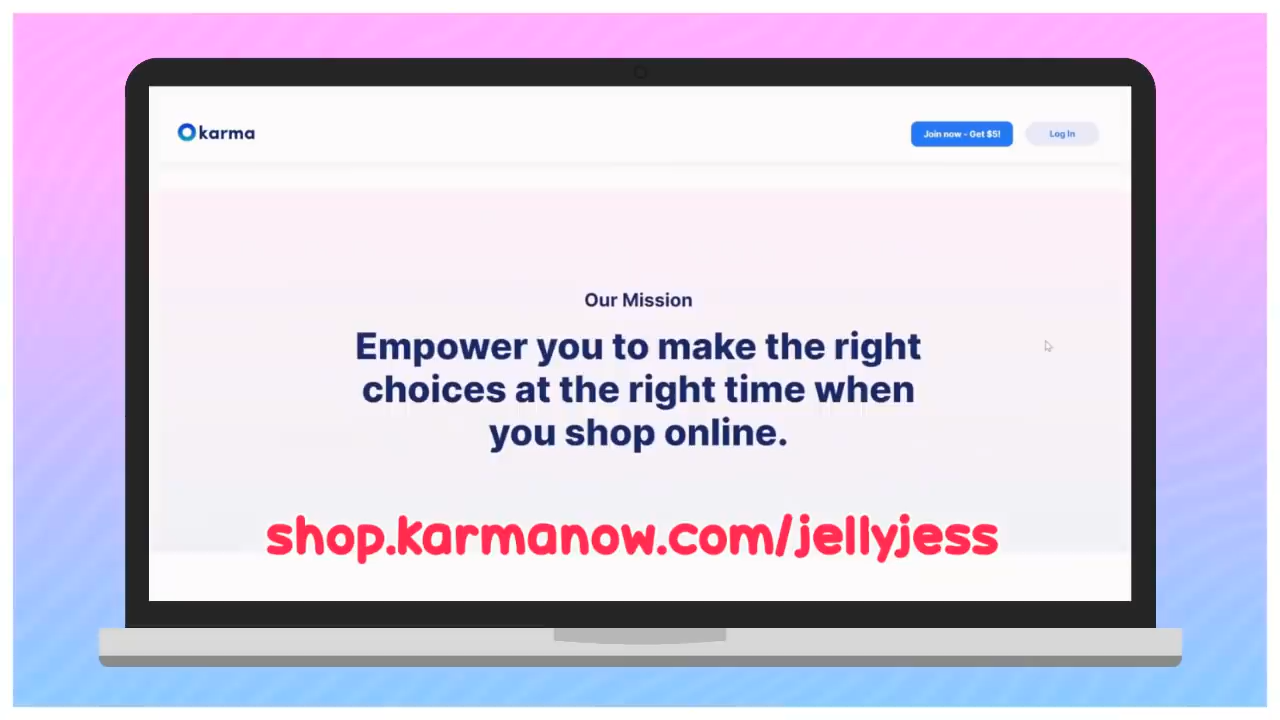 karma
Join now - Get $5!
Log In
Our Mission
Empower you to make the right
choices at the right time when
you shop online.
shop.karmanow.com/jellyjess